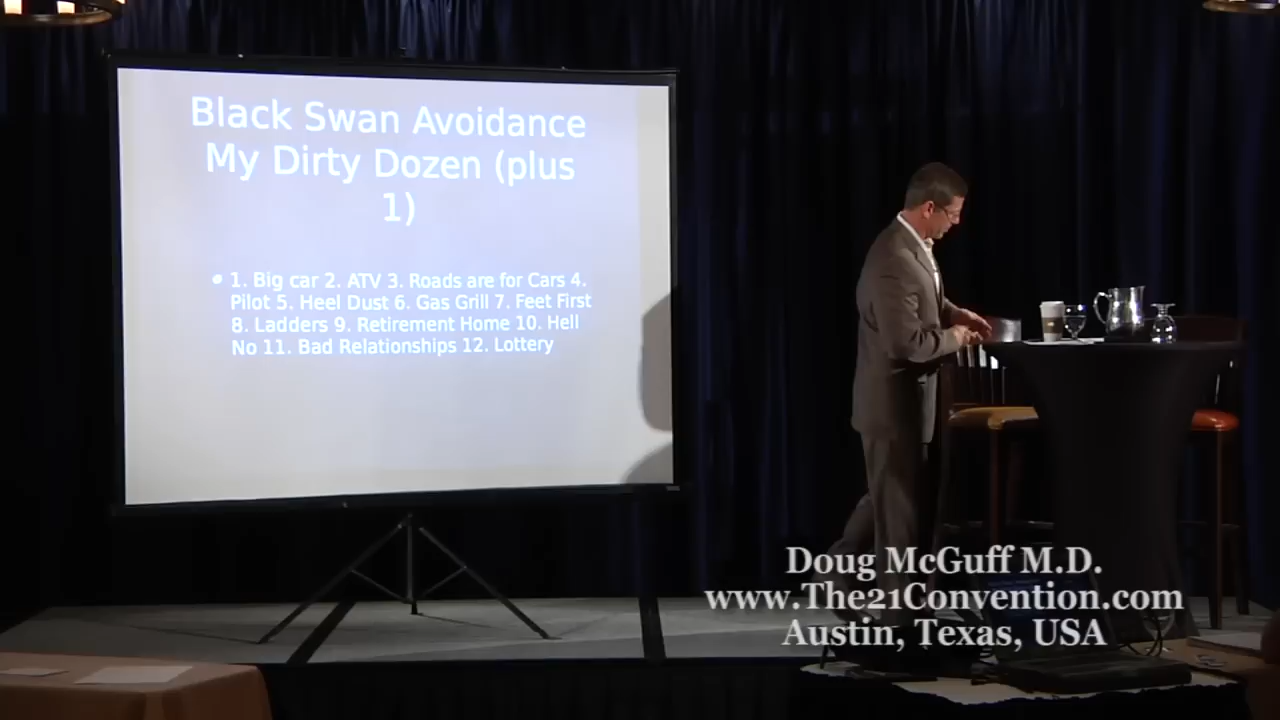 Black Swan Avoidance
My Dirty Dozen (plus
1)
• 1. Big car 2. ATV 3. Roads are for Cars 4.
Pilot 5. Heel Dust 6. Gas Grill 7. Feet First
8. Ladders 9. Retirement Home 10. Hell
No 11. Bad Relationships 12. Lottery
Doug McGuff M.D.
www.The21Convention.com
Austin, Texas, USA